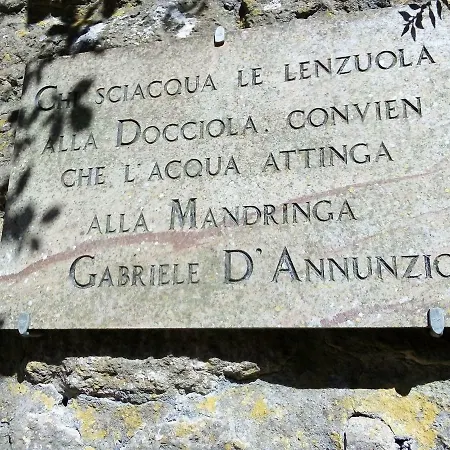 Chi sciacqua le lenzuola
alla Docciola, convien
che l'acqua attinga
alla Mandringa
Gabriele D'Annunzio